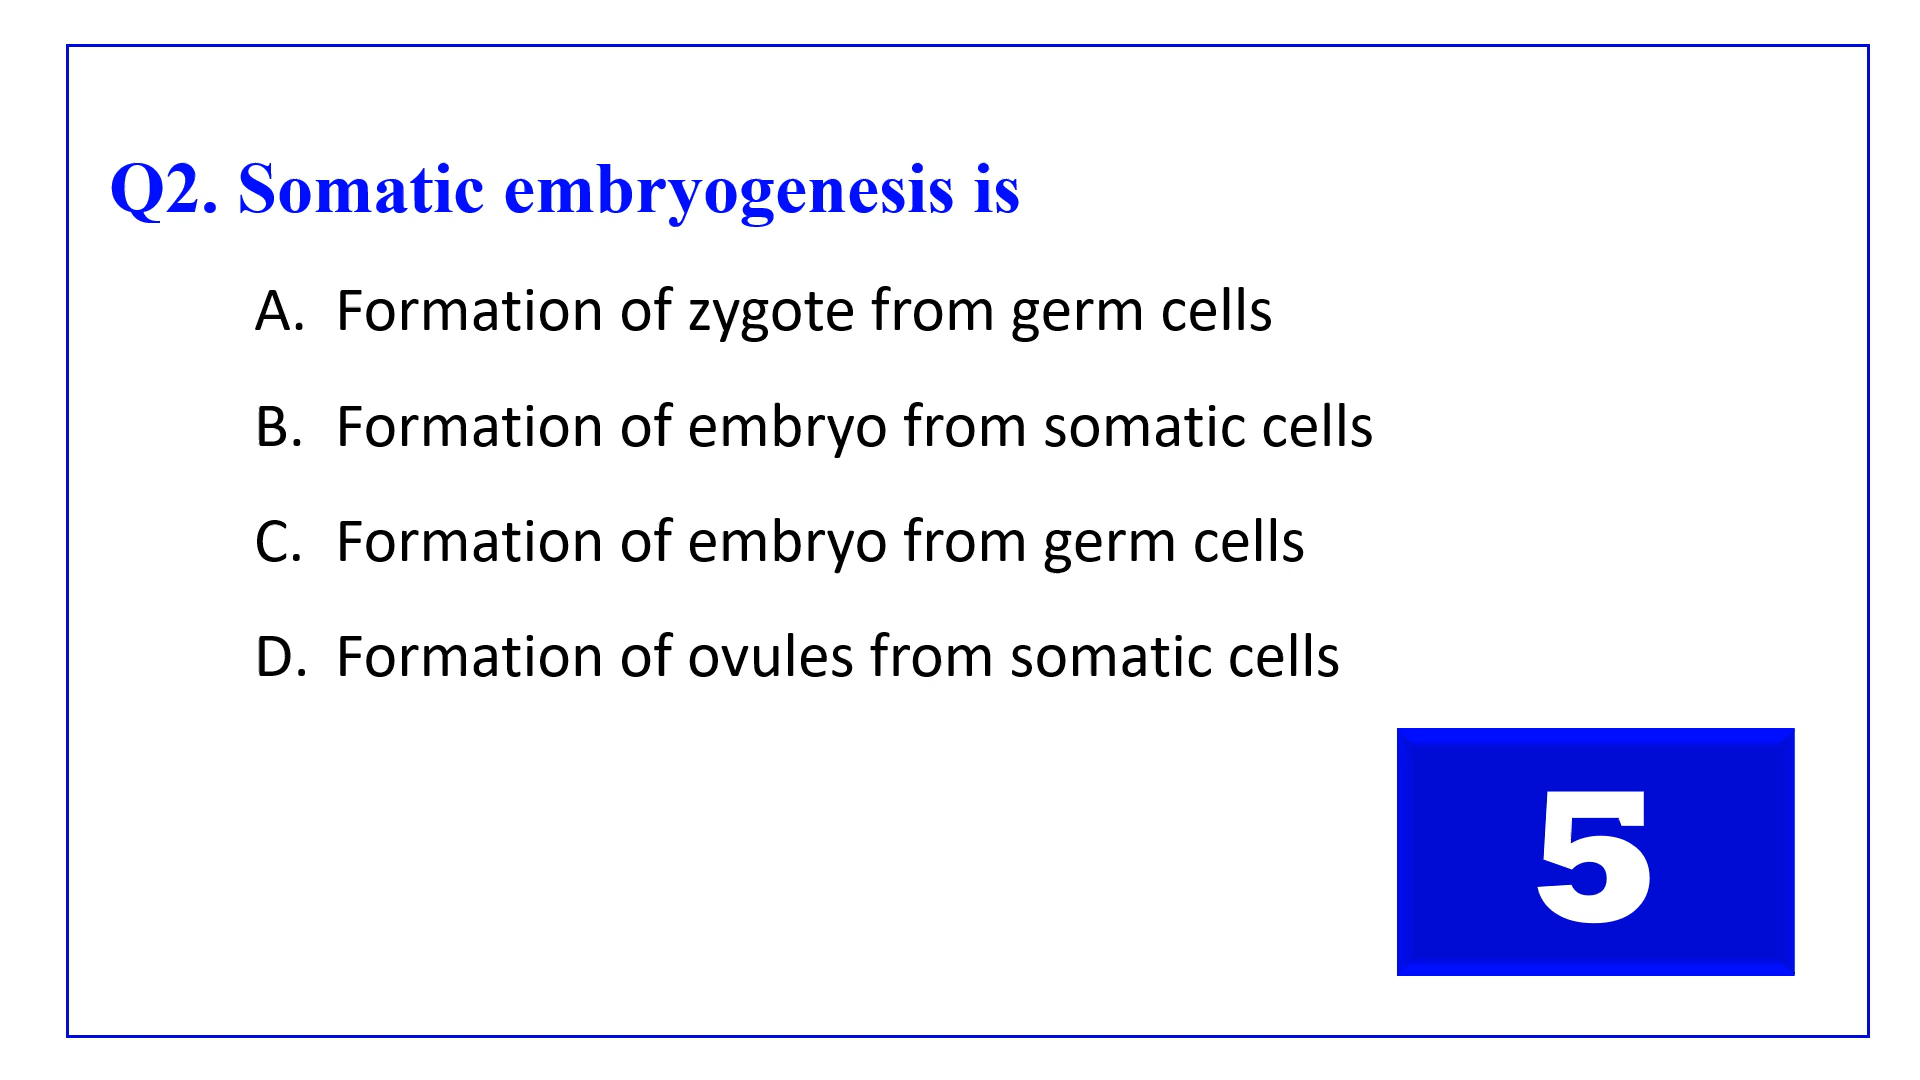 Q2. Somatic embryogenesis is
A. Formation of zygote from germ cells
B. Formation of embryo from somatic cells
C. Formation of embryo from germ cells
D. Formation of ovules from somatic cells
5